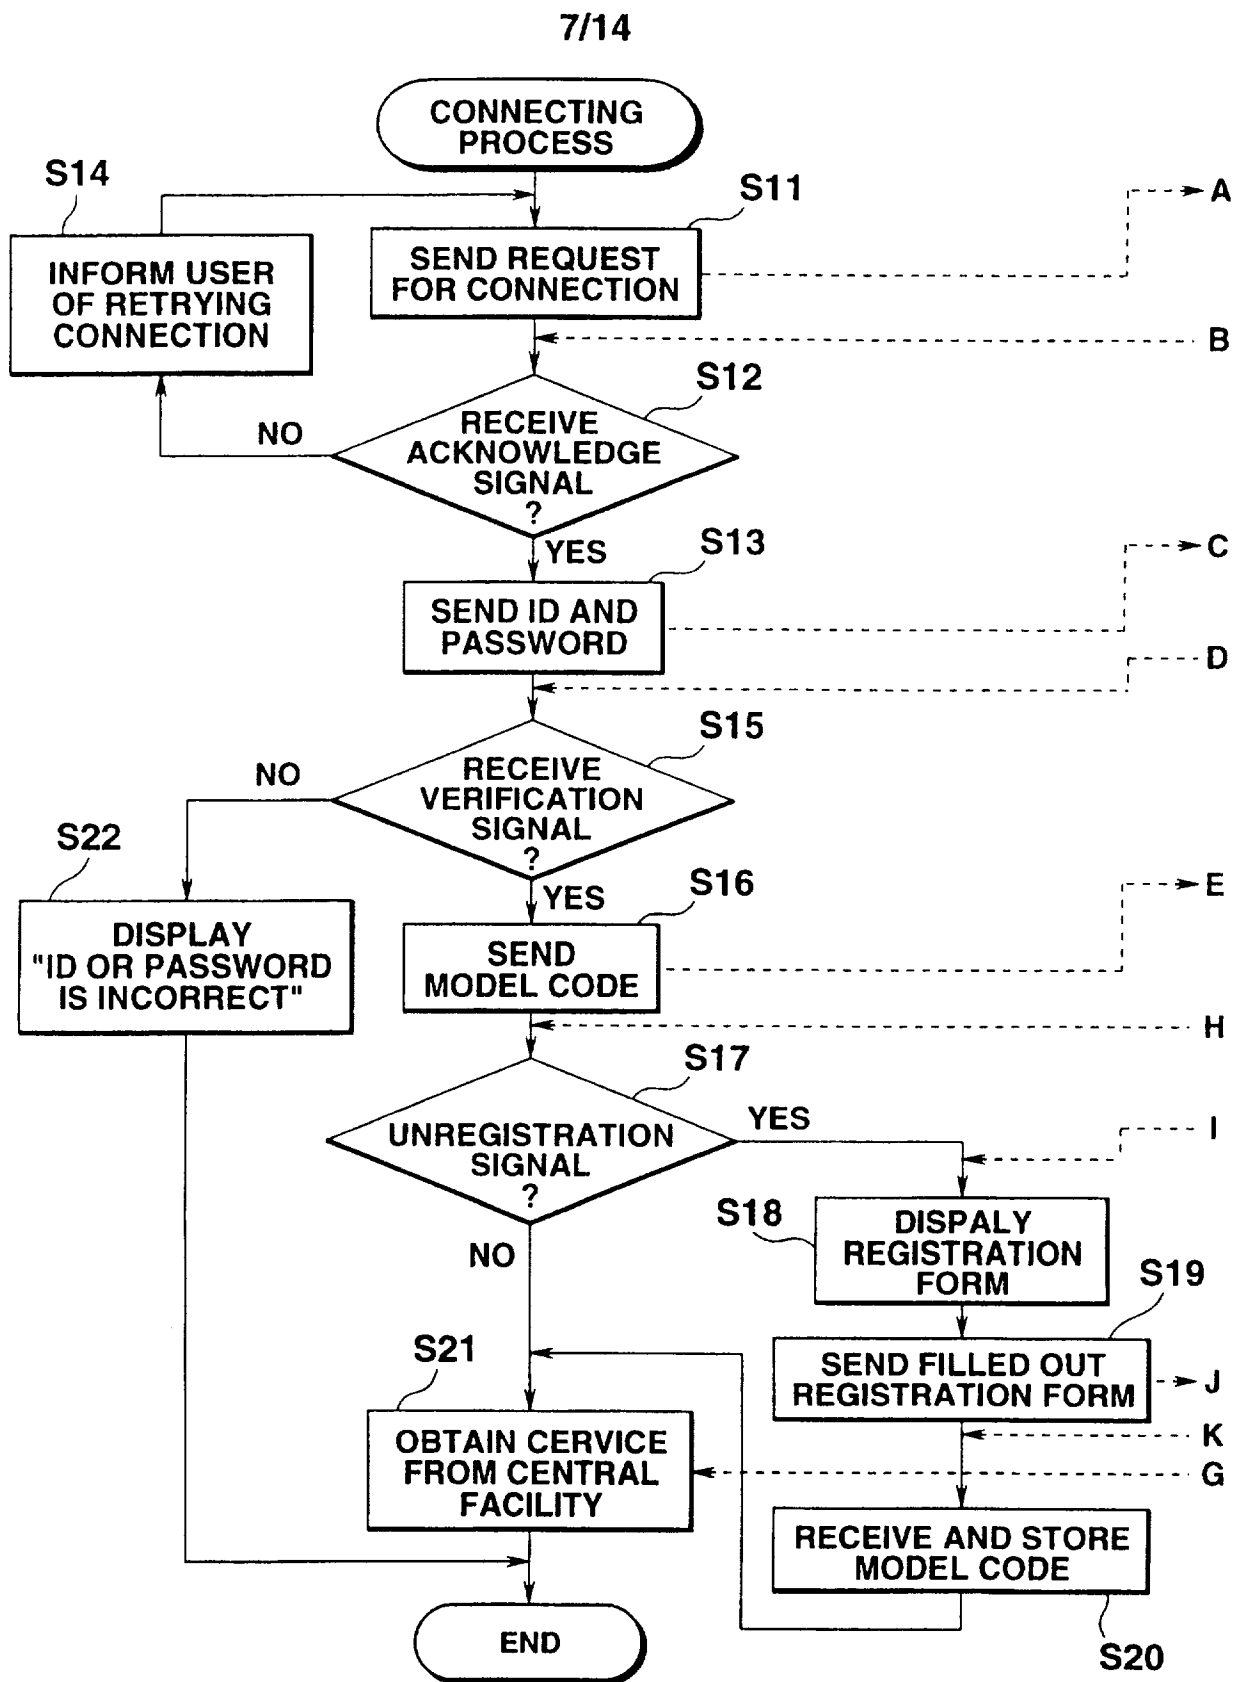 7/14
CONNECTING
PROCESS
S14
S11
A
INFORM USER
OF RETRYING
CONNECTION
SEND REQUEST
FOR CONNECTION
B
S12
NO
RECEIVE
ACKNOWLEDGE
SIGNAL
?
YES
S13
C
SEND ID AND
PASSWORD
D
S15
NO
RECEIVE
VERIFICATION
SIGNAL
?
S22
YES
S16
E
DISPLAY
"ID OR PASSWORD
IS INCORRECT"
SEND
MODEL CODE
H
S17
YES
I
UNREGISTRATION
SIGNAL
?
NO
S18
DISPALY
REGISTRATION
FORM
S19
S21
SEND FILLED OUT
REGISTRATION FORM
J
K
OBTAIN CERVICE
FROM CENTRAL
FACILITY
G
RECEIVE AND STORE
MODEL CODE
END
S20